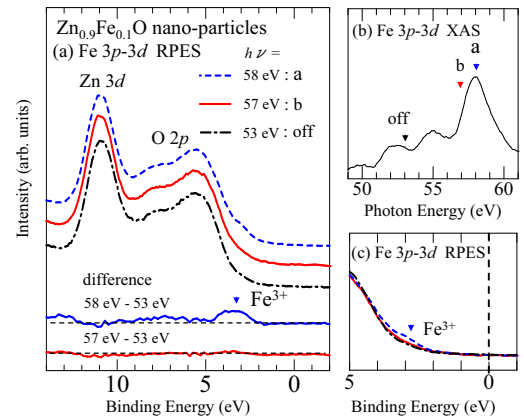 Zn0.9Fe0.1O nano-particles
(a) Fe 3p-3d RPES
hν =
58 eV : a
57 eV : b
53 eV : off
Zn 3d
O 2p
difference
58 eV - 53 eV
Fe3+
57 eV - 53 eV
10 5 0
Binding Energy (eV)
Intensity (arb. units)
(b) Fe 3p-3d XAS
a
b
off
50 55 60
Photon Energy (eV)
(c) Fe 3p-3d RPES
Fe3+
5 0
Binding Energy (eV)